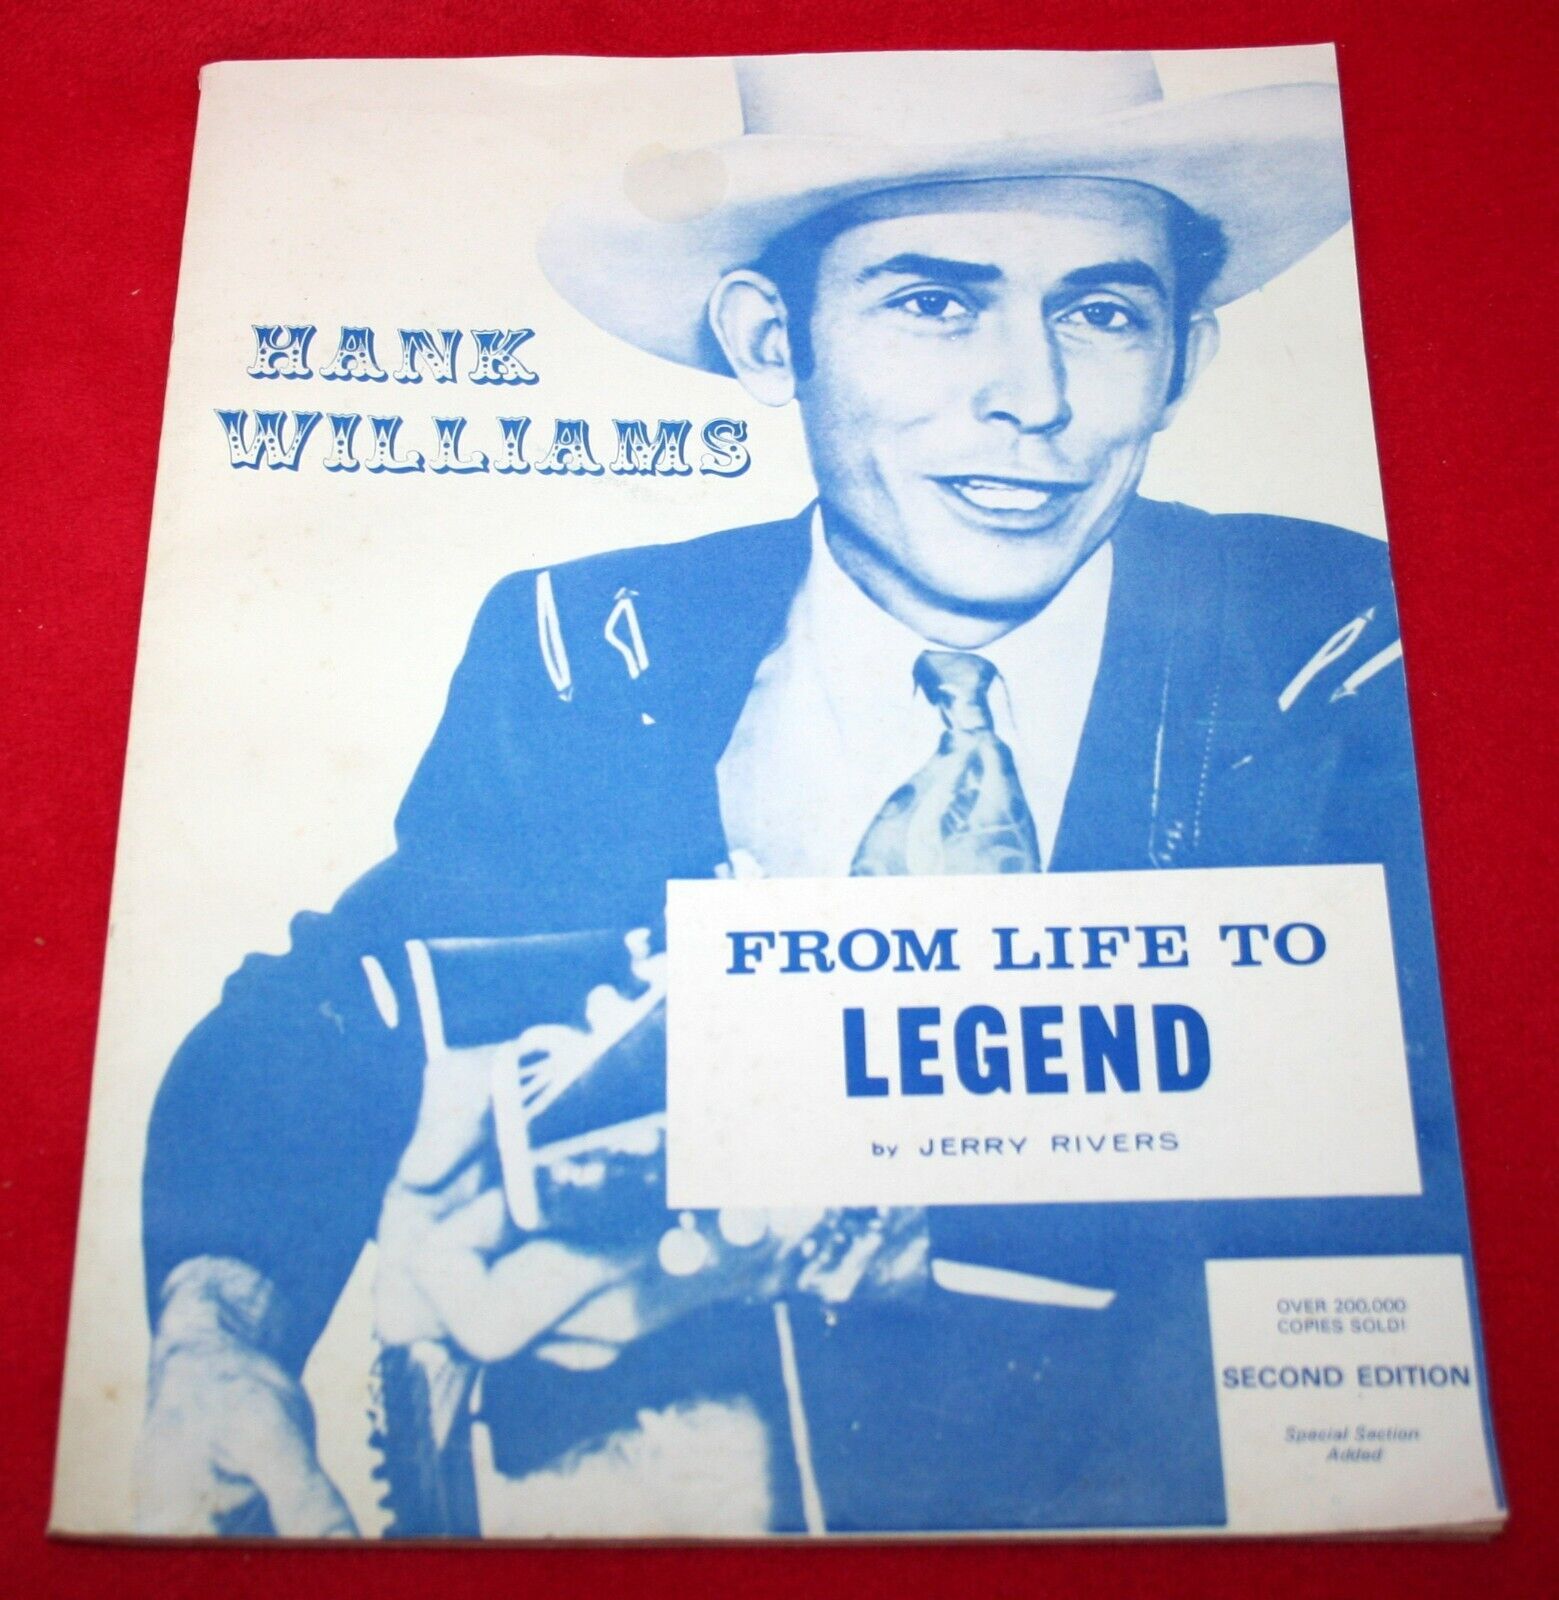 HANK
WILLIAMS
FROM LIFE TO
LEGEND
by JERRY RIVERS
OVER 200,000
COPIES SOLD!
SECOND EDITION
Special Section
Added